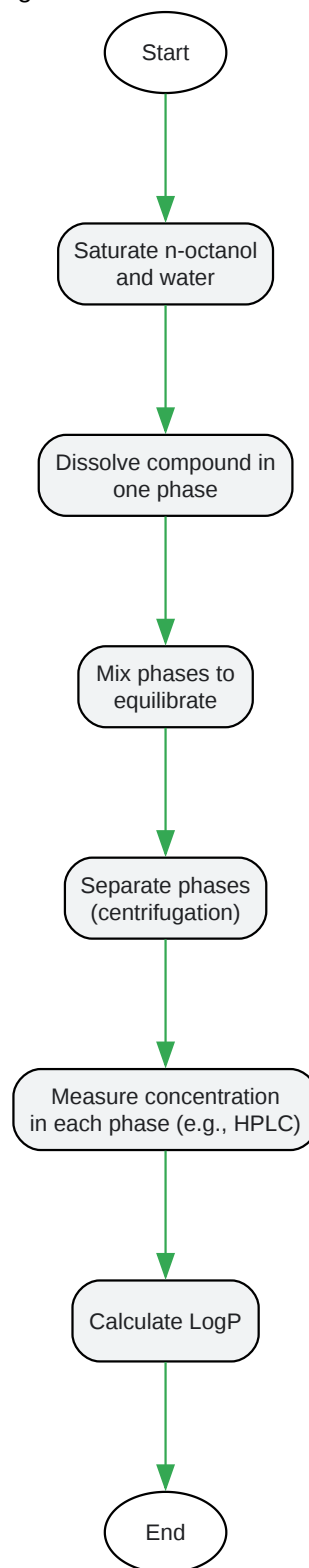 Start
Saturate n-octanol
and water
Dissolve compound in
one phase
Mix phases to
equilibrate
Separate phases
(centrifugation)
Measure concentration
in each phase (e.g., HPLC)
Calculate LogP
End